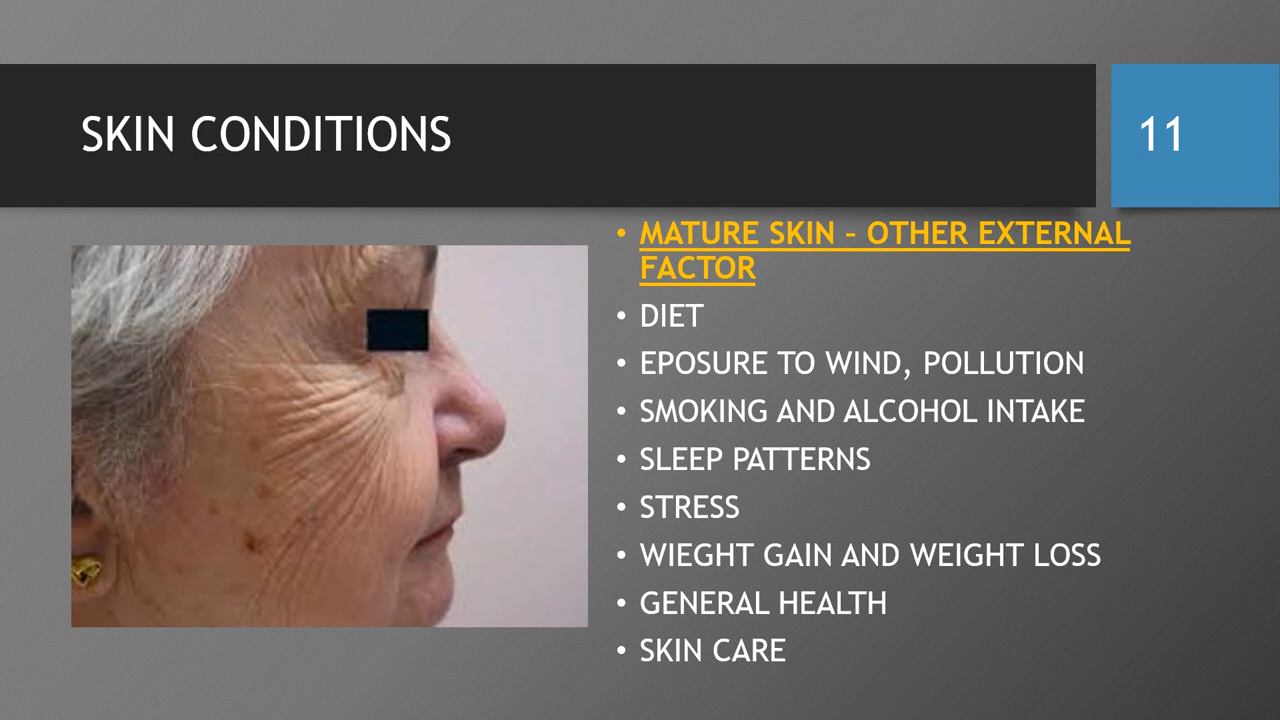 SKIN CONDITIONS
11
• MATURE SKIN – OTHER EXTERNAL
FACTOR
• DIET
• EPOSURE TO WIND, POLLUTION
• SMOKING AND ALCOHOL INTAKE
• SLEEP PATTERNS
• STRESS
• WIEGHT GAIN AND WEIGHT LOSS
• GENERAL HEALTH
• SKIN CARE